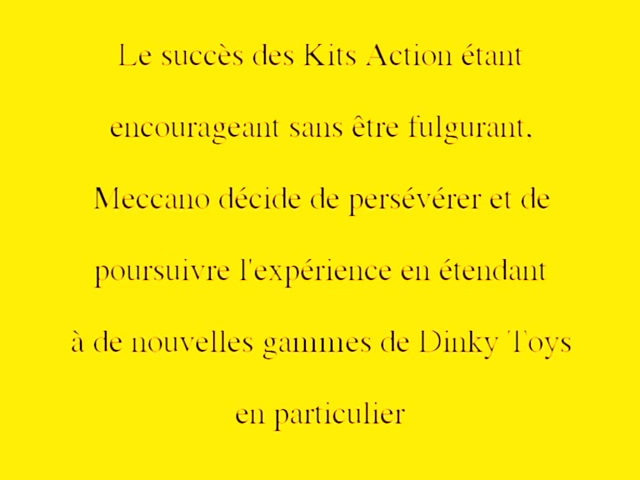 Le succès des Kits Action étant
encourageant sans être fulgurant,
Meccano décide de persévérer et de
poursuivre l'expérience en étendant
à de nouvelles gammes de Dinky Toys
en particulier